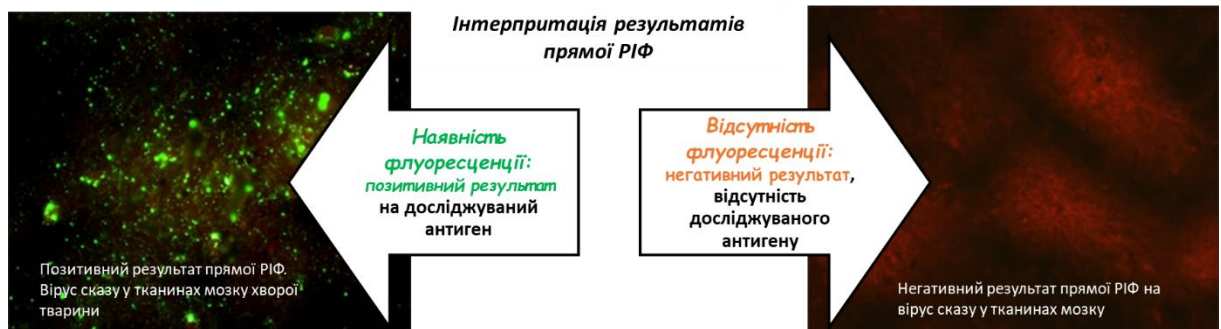 Інтерпритація результатів
прямої РІФ
Наявність
флуоресценції:
позитивний результат
на досліджуваний
антиген
Відсутність
флуоресценції:
негативний результат,
відсутність
досліджуваного
антигену
Позитивний результат прямої РІФ.
Вірус сказу у тканинах мозку хворої
тварини
Негативний результат прямої РІФ на
вірус сказу у тканинах мозку